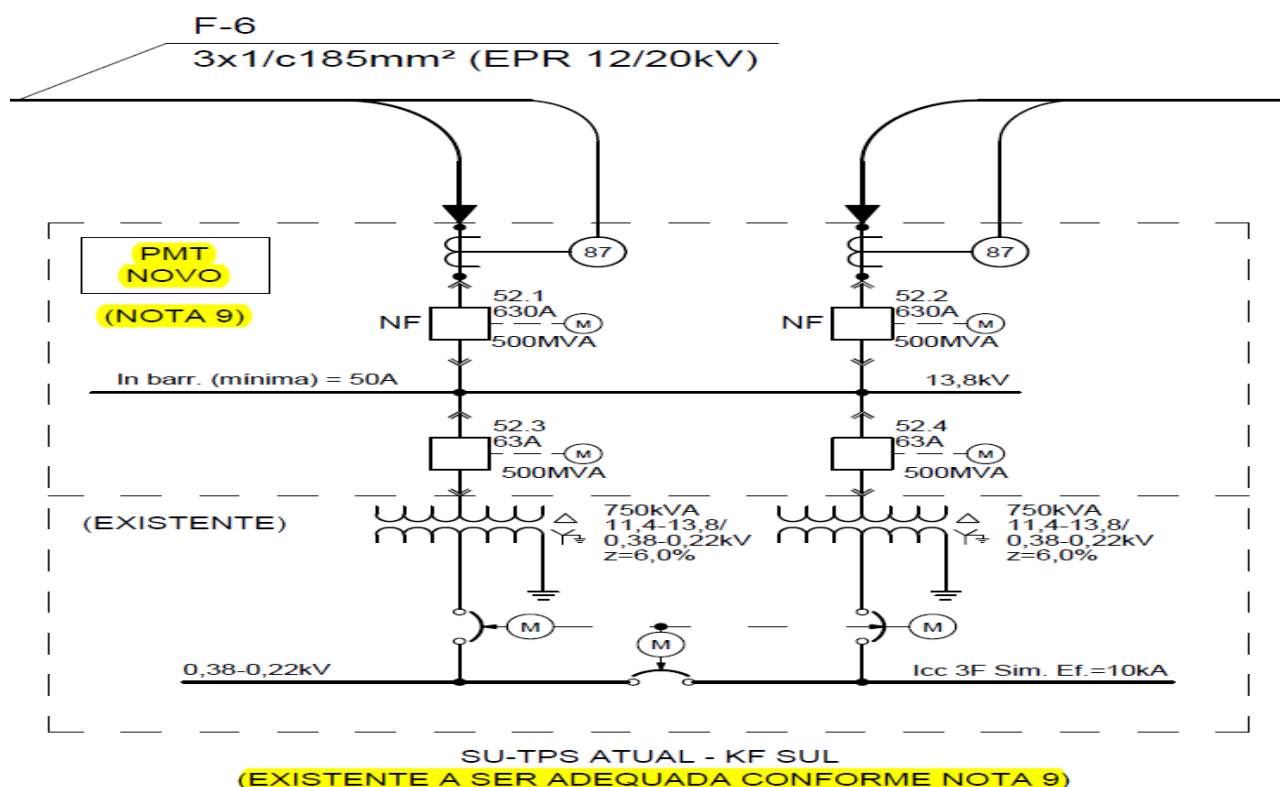 F-6
3x1/c185mm² (EPR 12/20kV)
PMT
NOVO
(NOTA 9)
87
87
NF
52.1
630A
M
500MVA
NF
52.2
630A
M
500MVA
In barr. (mínima) = 50A
13,8kV
52.3
63A
M
500MVA
52.4
63A
M
500MVA
(EXISTENTE)
750kVA
11,4-13,8/
0,38-0,22kV
z=6,0%
750kVA
11,4-13,8/
0,38-0,22kV
z=6,0%
M
M
M
0,38-0,22kV
Icc 3F Sim. Ef.=10kA
SU-TPS ATUAL - KF SUL
(EXISTENTE A SER ADEQUADA CONFORME NOTA 9)